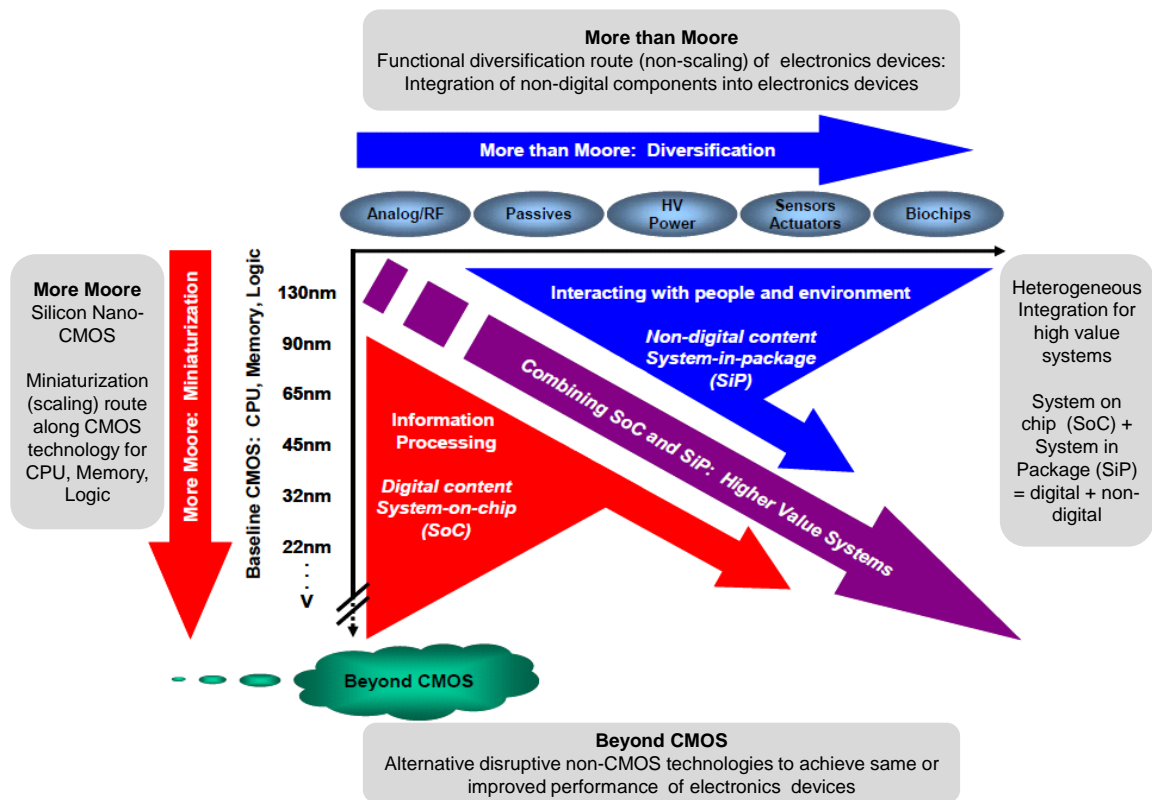 More than Moore
Functional diversification route (non-scaling) of electronics devices:
Integration of non-digital components into electronics devices
More than Moore: Diversification
Analog/RF
Passives
HV
Power
Sensors
Actuators
Biochips
More Moore
Silicon Nano-
CMOS
Miniaturization
(scaling) route
along CMOS
technology for
CPU, Memory,
Logic
More Moore: Miniaturization
Baseline CMOS: CPU, Memory, Logic
130nm
90nm
65nm
45nm
32nm
22nm
V
Interacting with people and environment
Non-digital content
System-in-package
(SiP)
Combining SoC and SiP: Higher Value Systems
Information
Processing
Digital content
System-on-chip
(SoC)
Heterogeneous
Integration for
high value
systems
System on
chip (SoC) +
System in
Package (SiP)
= digital + non-
digital
Beyond CMOS
Beyond CMOS
Alternative disruptive non-CMOS technologies to achieve same or
improved performance of electronics devices